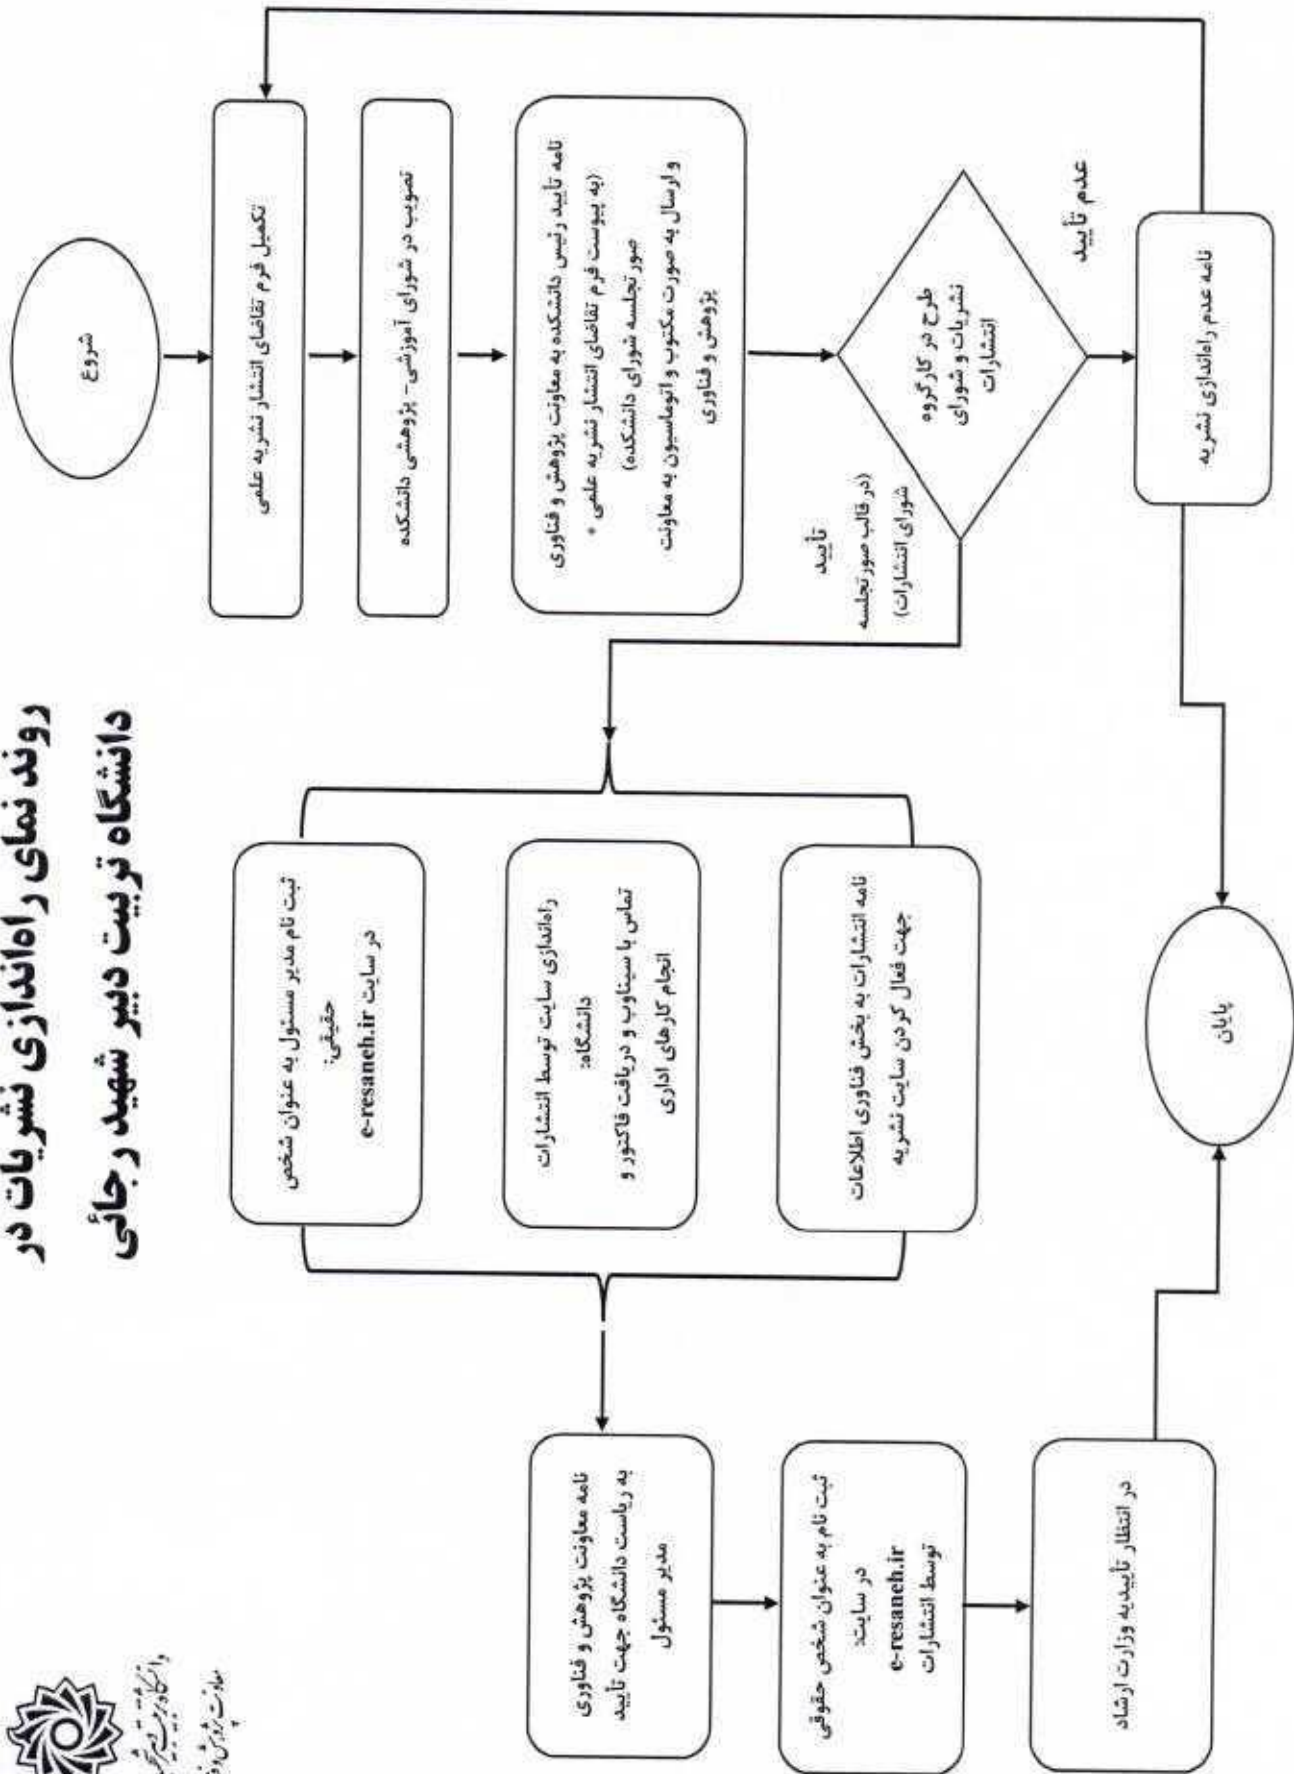 روند نمای راه‌اندازی نشریات در
دانشگاه تربیت دبیر شهید رجائی
شروع
تکمیل فرم تقاضای انتشار نشریه علمی
تصویب در شورای آموزشی- پژوهشی دانشکده
نامه تأیید رئیس دانشکده به معاونت پژوهش و فناوری
(به پیوست فرم تقاضای انتشار نشریه علمی +
صورتجلسه شورای دانشکده)
و ارسال به صورت مکتوب و اتوماسیون به معاونت
پژوهش و فناوری
طرح در کارگروه
نشریات و شورای
انتشارات
عدم تأیید
نامه عدم راه‌اندازی نشریه
تأیید
(در قالب صورتجلسه
شورای انتشارات)
ثبت نام مدیر مسئول به عنوان شخص
حقیقی:
در سایت e-resaneh.ir
راه‌اندازی سایت توسط انتشارات
دانشگاه:
تماس با سیناوب و دریافت فاکتور و
انجام کارهای اداری
نامه انتشارات به بخش فناوری اطلاعات
جهت فعال کردن سایت نشریه
نامه معاونت پژوهش و فناوری
به ریاست دانشگاه جهت تأیید
مدیر مسئول
ثبت نام به عنوان شخص حقوقی
در سایت:
e-resaneh.ir
توسط انتشارات
در انتظار تأییدیه وزارت ارشاد
پایان